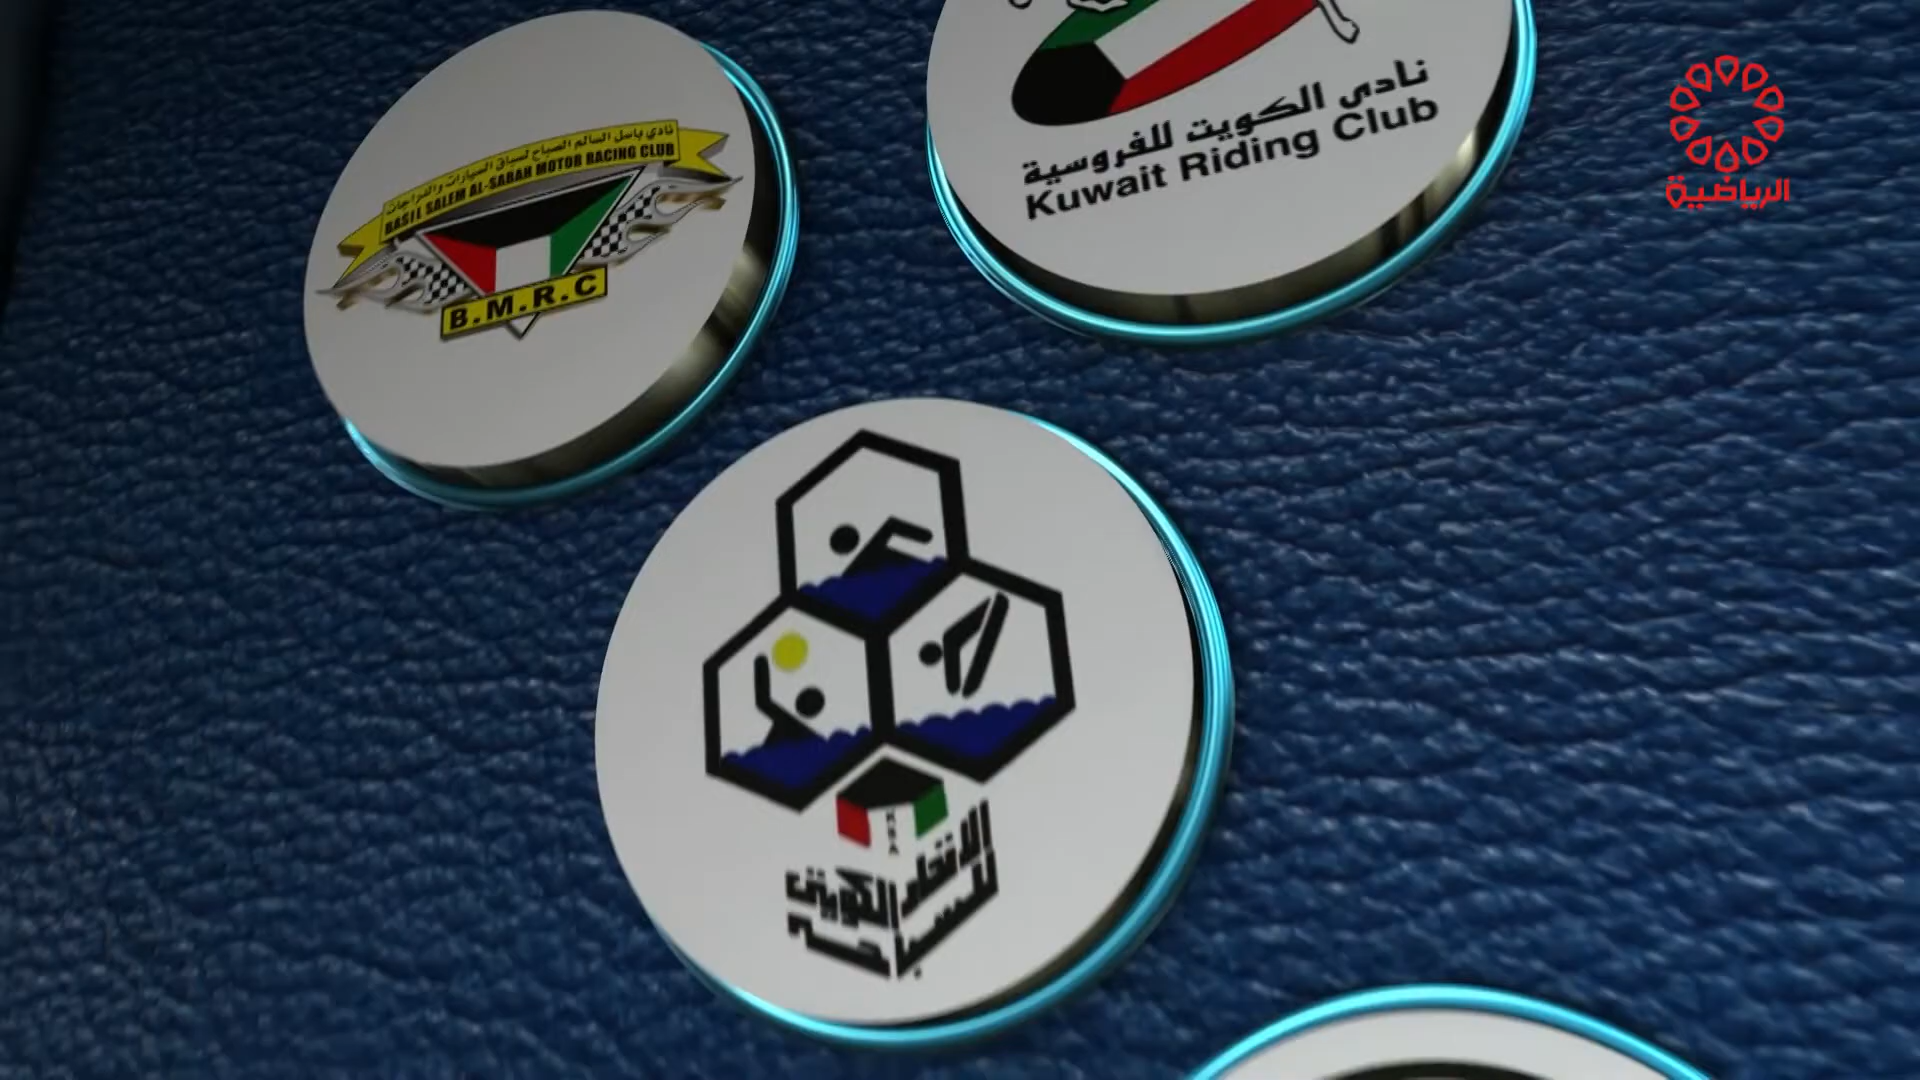 نادي باسل السالم الصباح لسباق السيارات والدراجات
BASIL SALEM AL-SABAH MOTOR RACING CLUB
B.M.R.C
نادي الكويت للفروسية
Kuwait Riding Club
الرياضية
KSA
الاتحاد الكويتي
للسباحة